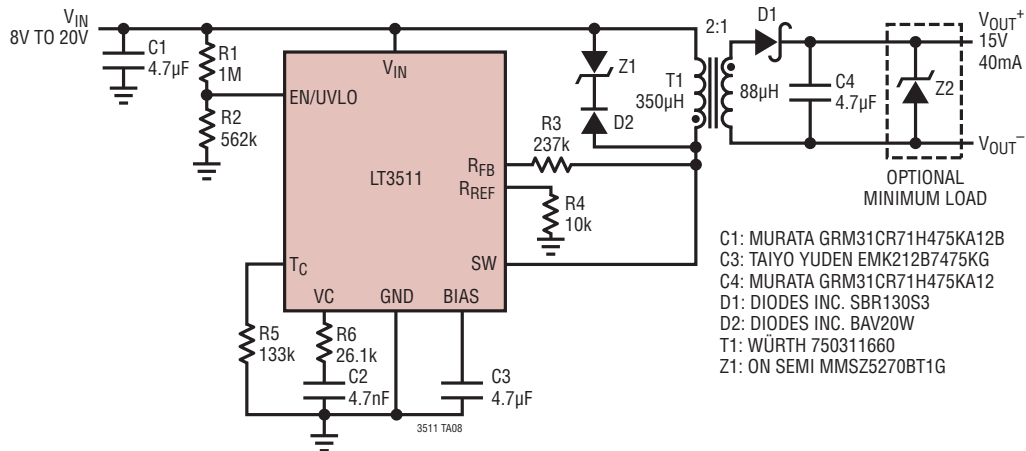 VIN
8V TO 20V
C1
4.7µF
R1
1M
R2
562k
VIN
EN/UVLO
LT3511
RFB
RREF
SW
TC
VC
GND
BIAS
R3
237k
R4
10k
R5
133k
R6
26.1k
C2
4.7nF
C3
4.7µF
Z1
D2
T1
350µH
2:1
88µH
D1
C4
4.7µF
Z2
VOUT+
15V
40mA
VOUT–
OPTIONAL
MINIMUM LOAD
C1: MURATA GRM31CR71H475KA12B
C3: TAIYO YUDEN EMK212B7475KG
C4: MURATA GRM31CR71H475KA12
D1: DIODES INC. SBR130S3
D2: DIODES INC. BAV20W
T1: WÜRTH 750311660
Z1: ON SEMI MMSZ5270BT1G
3511 TA08